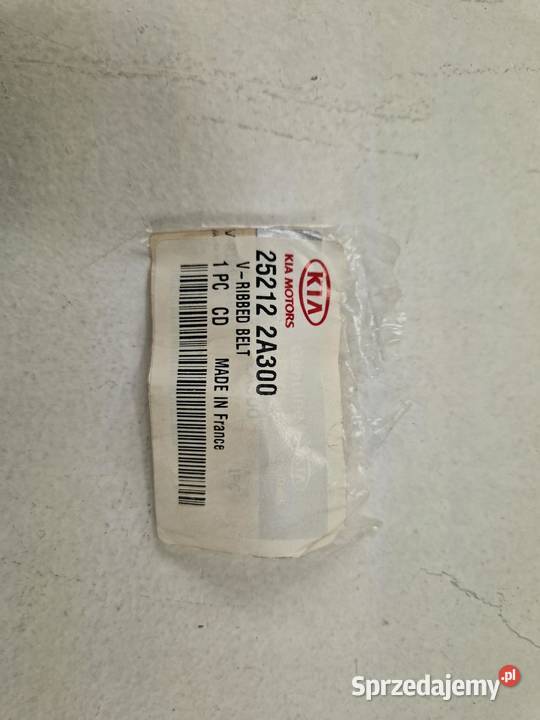 KIA
KIA MOTORS
25212 2A300
V-RIBBED BELT
1 PC CD MADE IN France
V
Sprzedajemy.pl